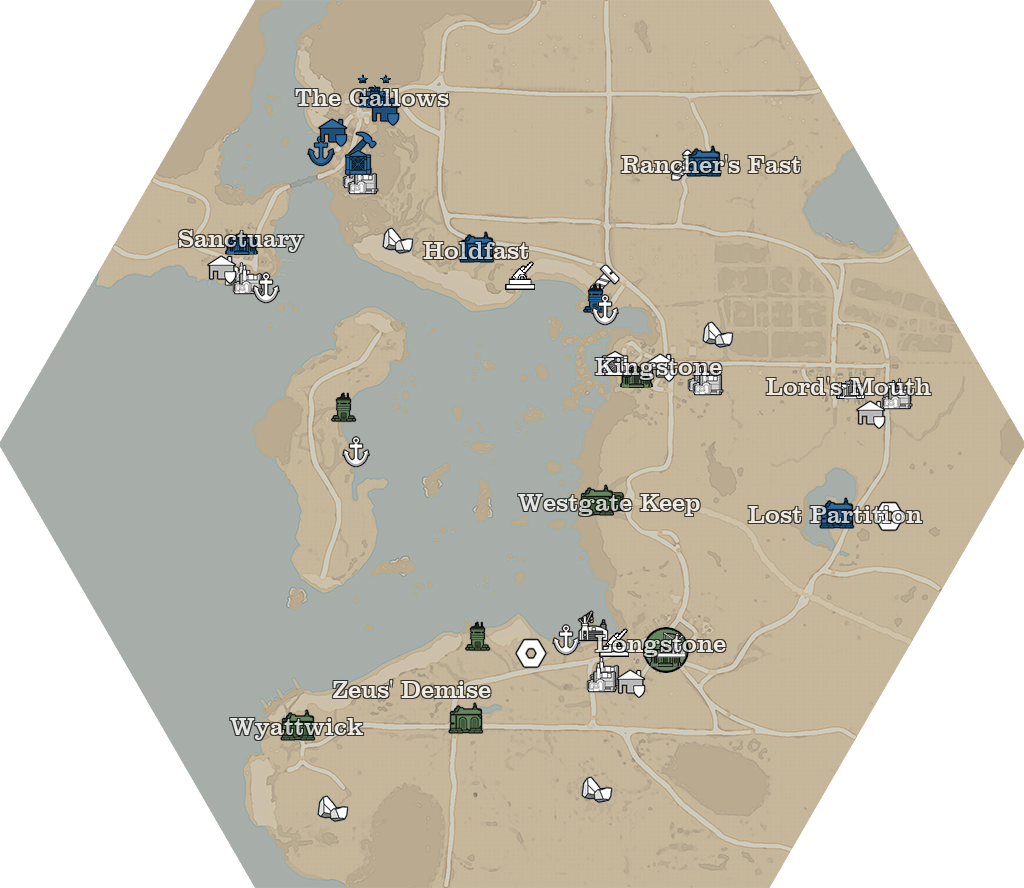 The Gallows
Rancher's Fast
Sanctuary
Holdfast
Kingstone
Lord's Mouth
Westgate Keep
Lost Partition
Longstone
Zeus' Demise
Wyattwick